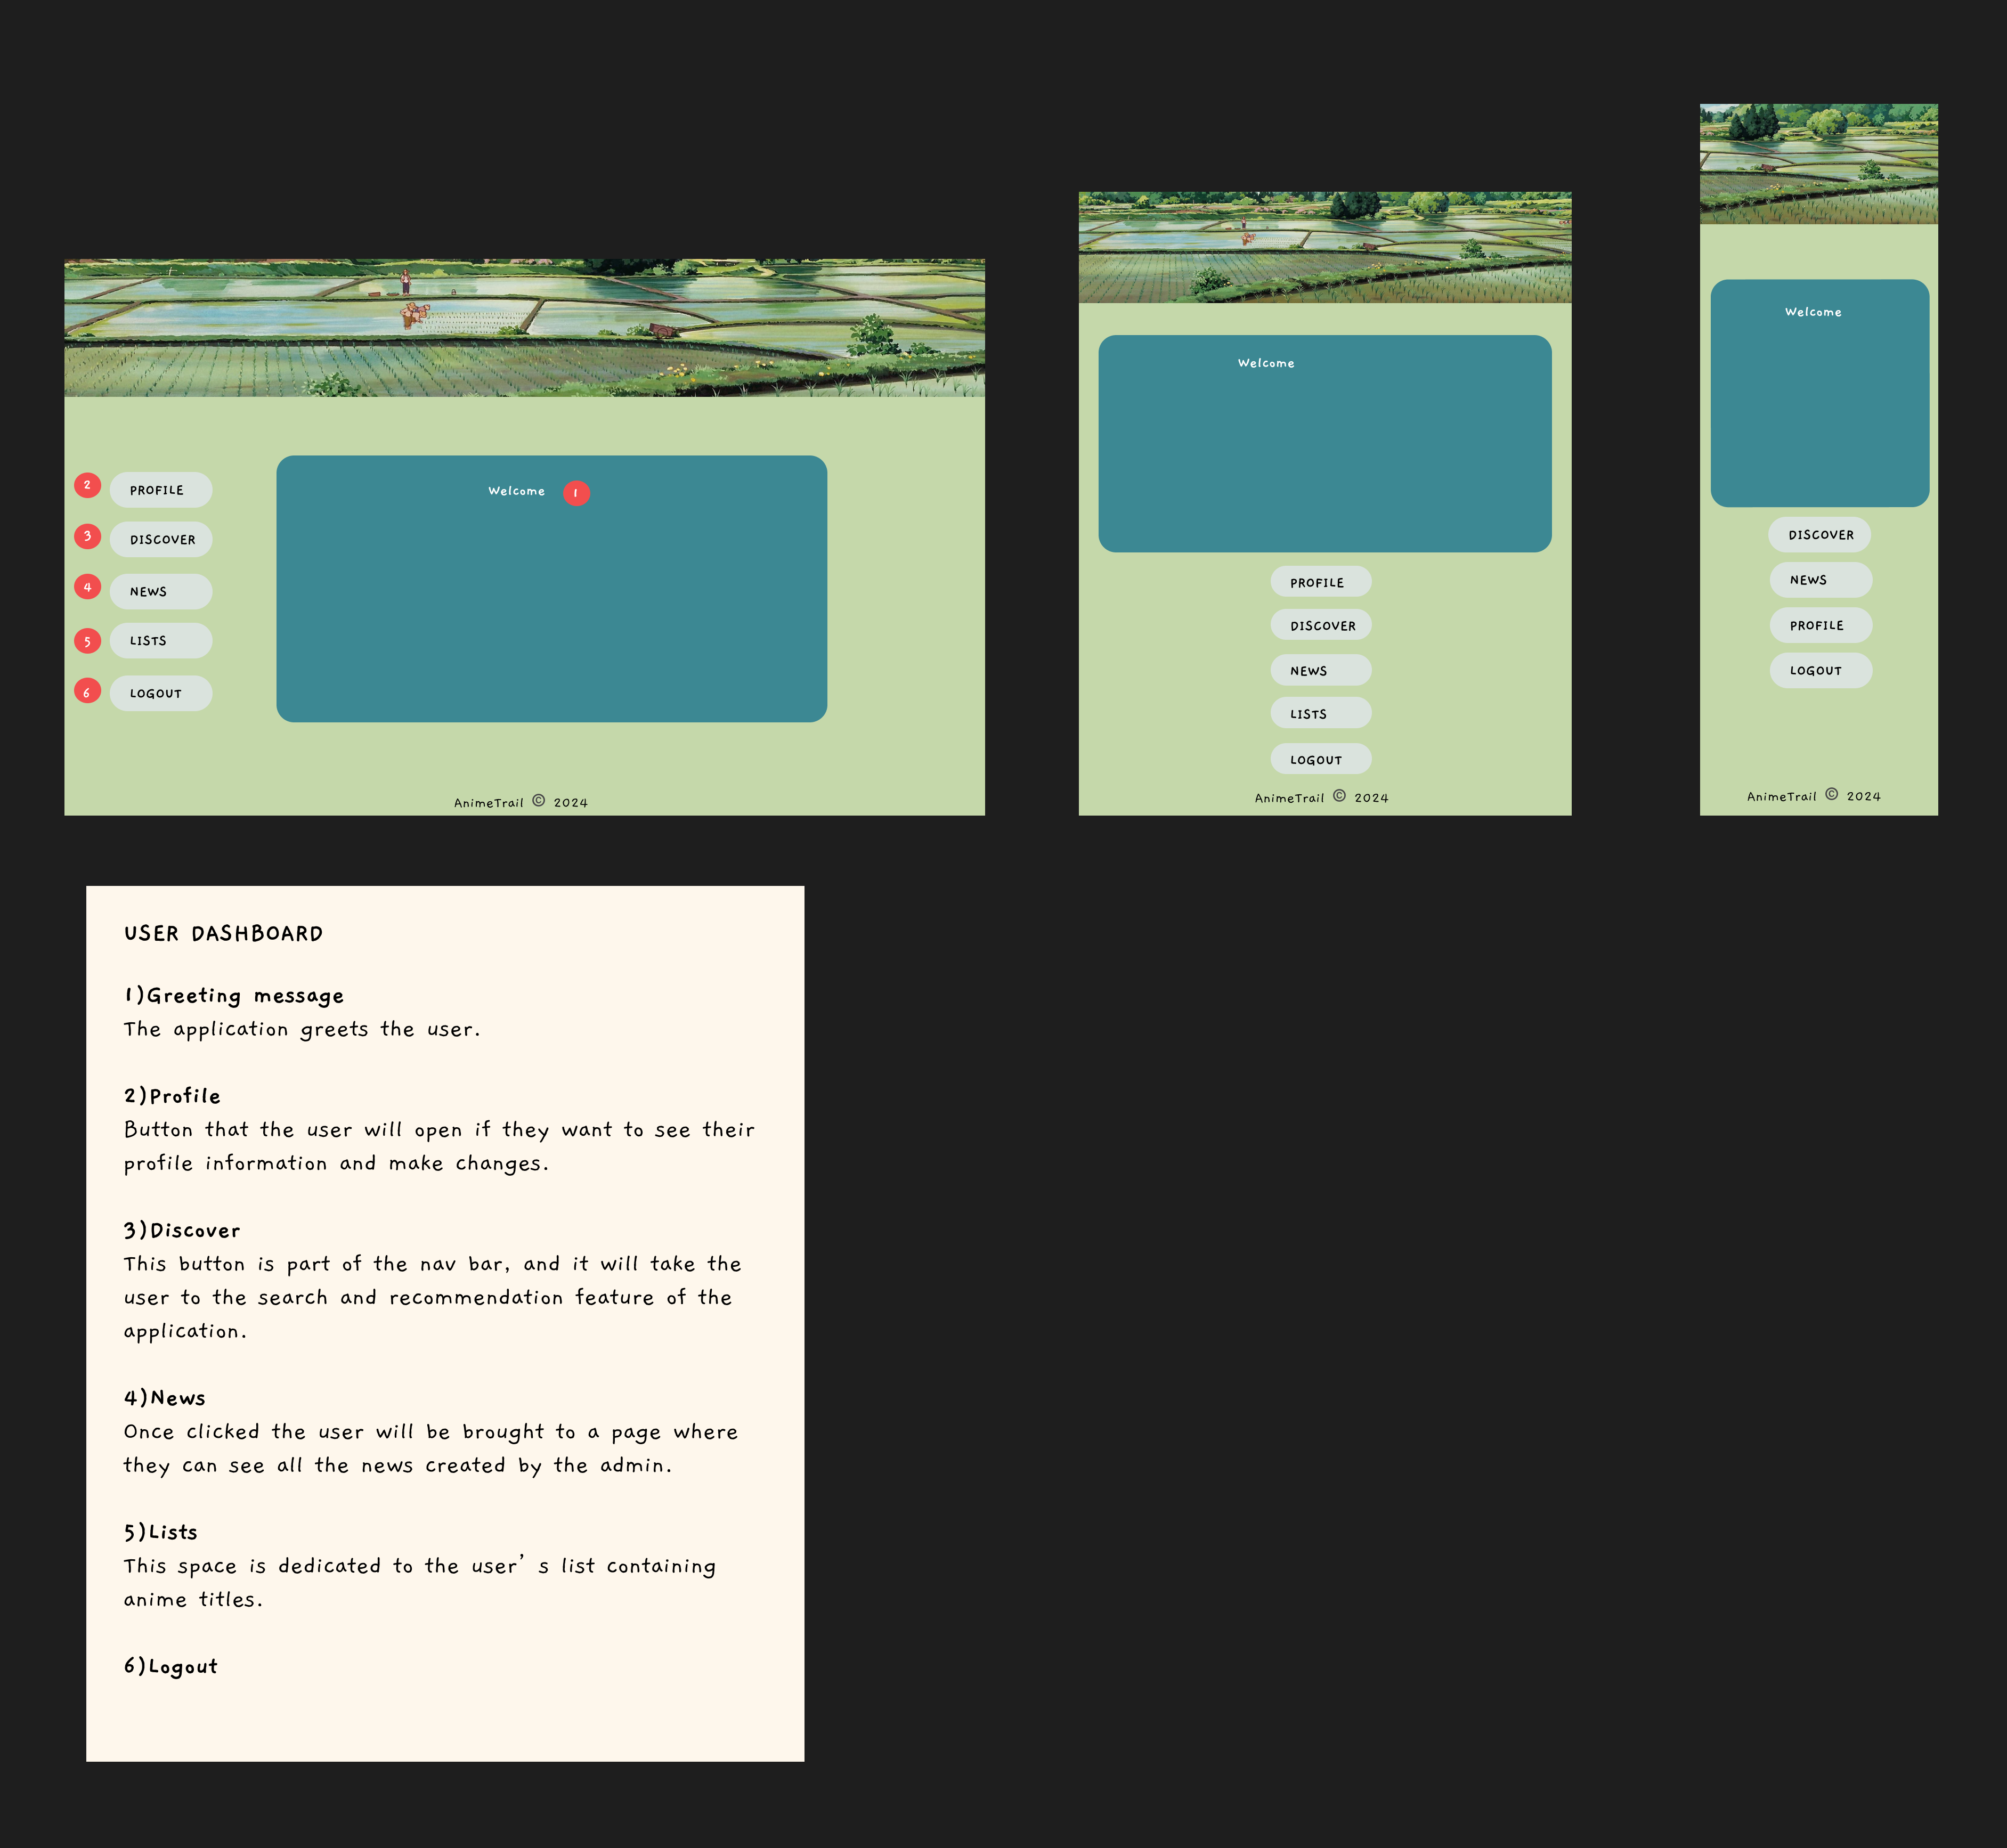 Welcome 1
2 PROFILE
3 DISCOVER
4 NEWS
5 LISTS
6 LOGOUT
AnimeTrail © 2024
Welcome
PROFILE
DISCOVER
NEWS
LISTS
LOGOUT
AnimeTrail © 2024
Welcome
DISCOVER
NEWS
PROFILE
LOGOUT
AnimeTrail © 2024
USER DASHBOARD
1)Greeting message
The application greets the user.
2)Profile
Button that the user will open if they want to see their
profile information and make changes.
3)Discover
This button is part of the nav bar, and it will take the
user to the search and recommendation feature of the
application.
4)News
Once clicked the user will be brought to a page where
they can see all the news created by the admin.
5)Lists
This space is dedicated to the user’s list containing
anime titles.
6)Logout